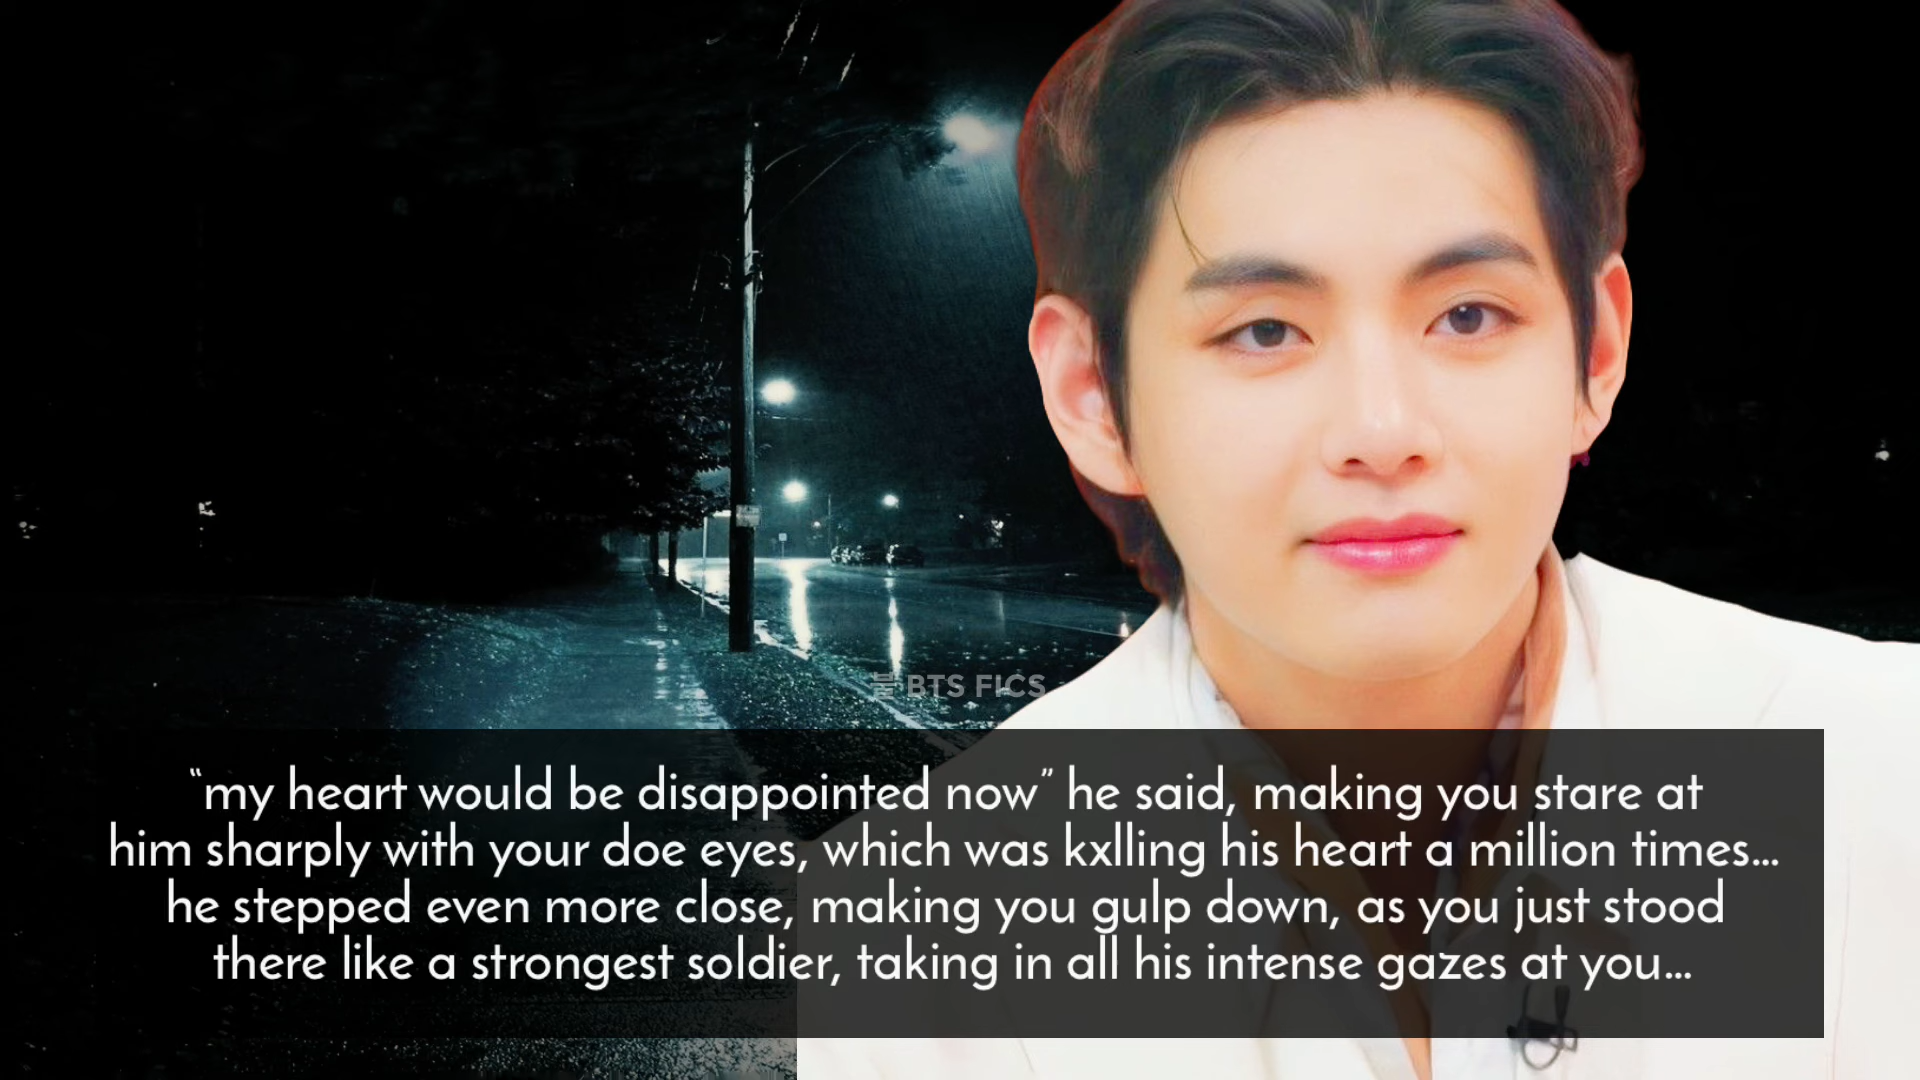 BTS FICS
“my heart would be disappointed now” he said, making you stare at
him sharply with your doe eyes, which was kxlling his heart a million times...
he stepped even more close, making you gulp down, as you just stood
there like a strongest soldier, taking in all his intense gazes at you...